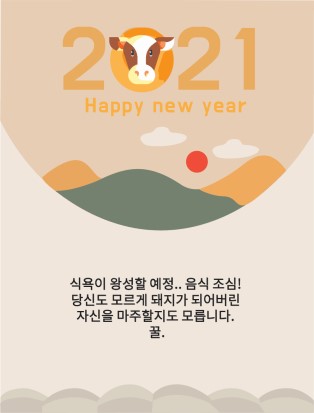 2021
Happy new year
식욕이 왕성할 예정.. 음식 조심!
당신도 모르게 돼지가 되어버린
자신을 마주할지도 모릅니다.
꿀.